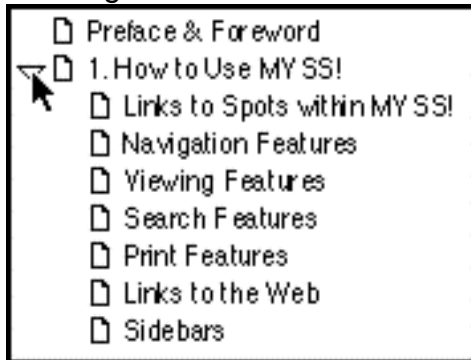 Preface & Foreword
1. How to Use MY SS!
Links to Spots within MY SS!
Navigation Features
Viewing Features
Search Features
Print Features
Links to the Web
Sidebars